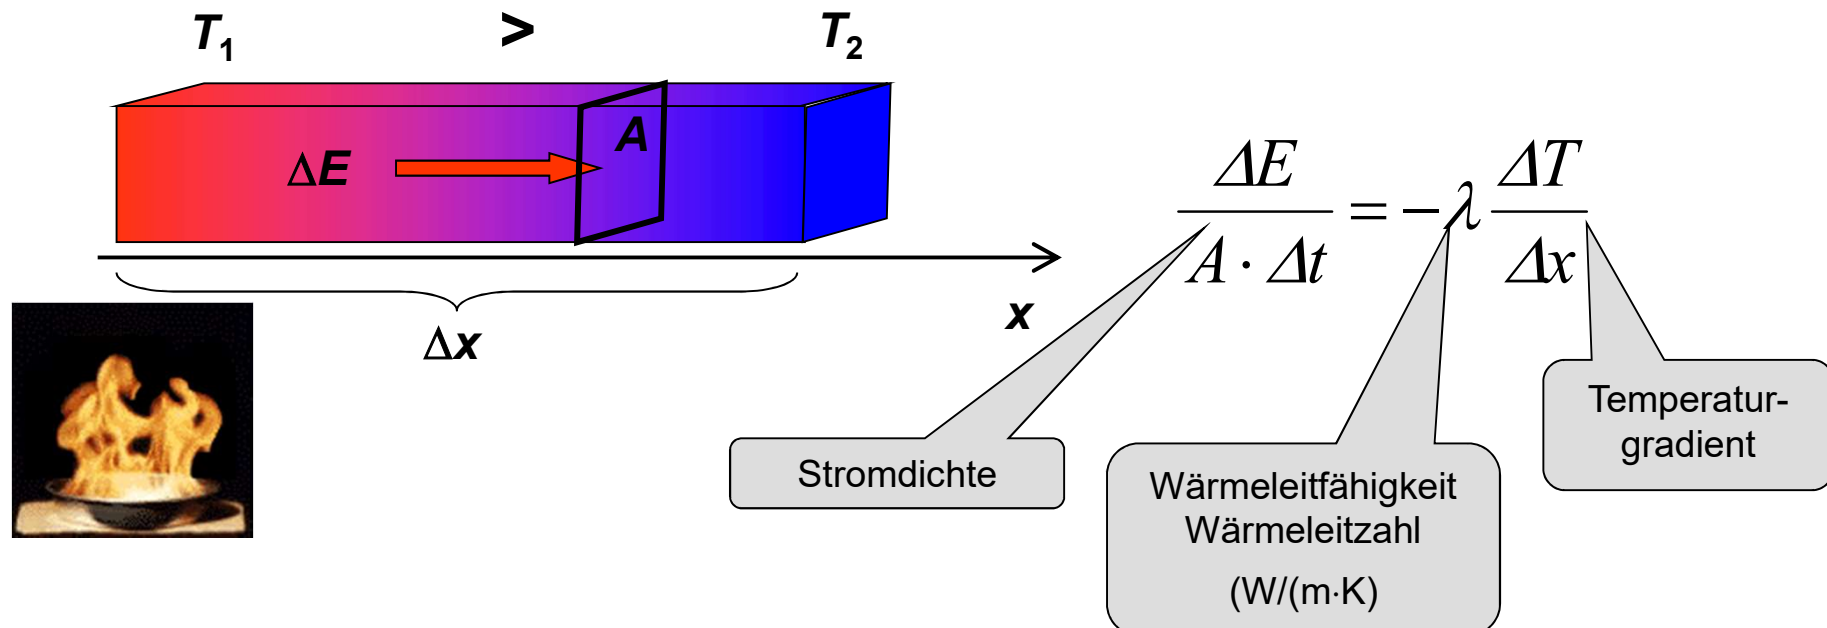 T₁ > T₂
A
ΔE
x
Δx
ΔE / (A · Δt) = −λ ΔT / Δx
Stromdichte
Wärmeleitfähigkeit
Wärmeleitzahl
(W/(m·K)
Temperatur-
gradient